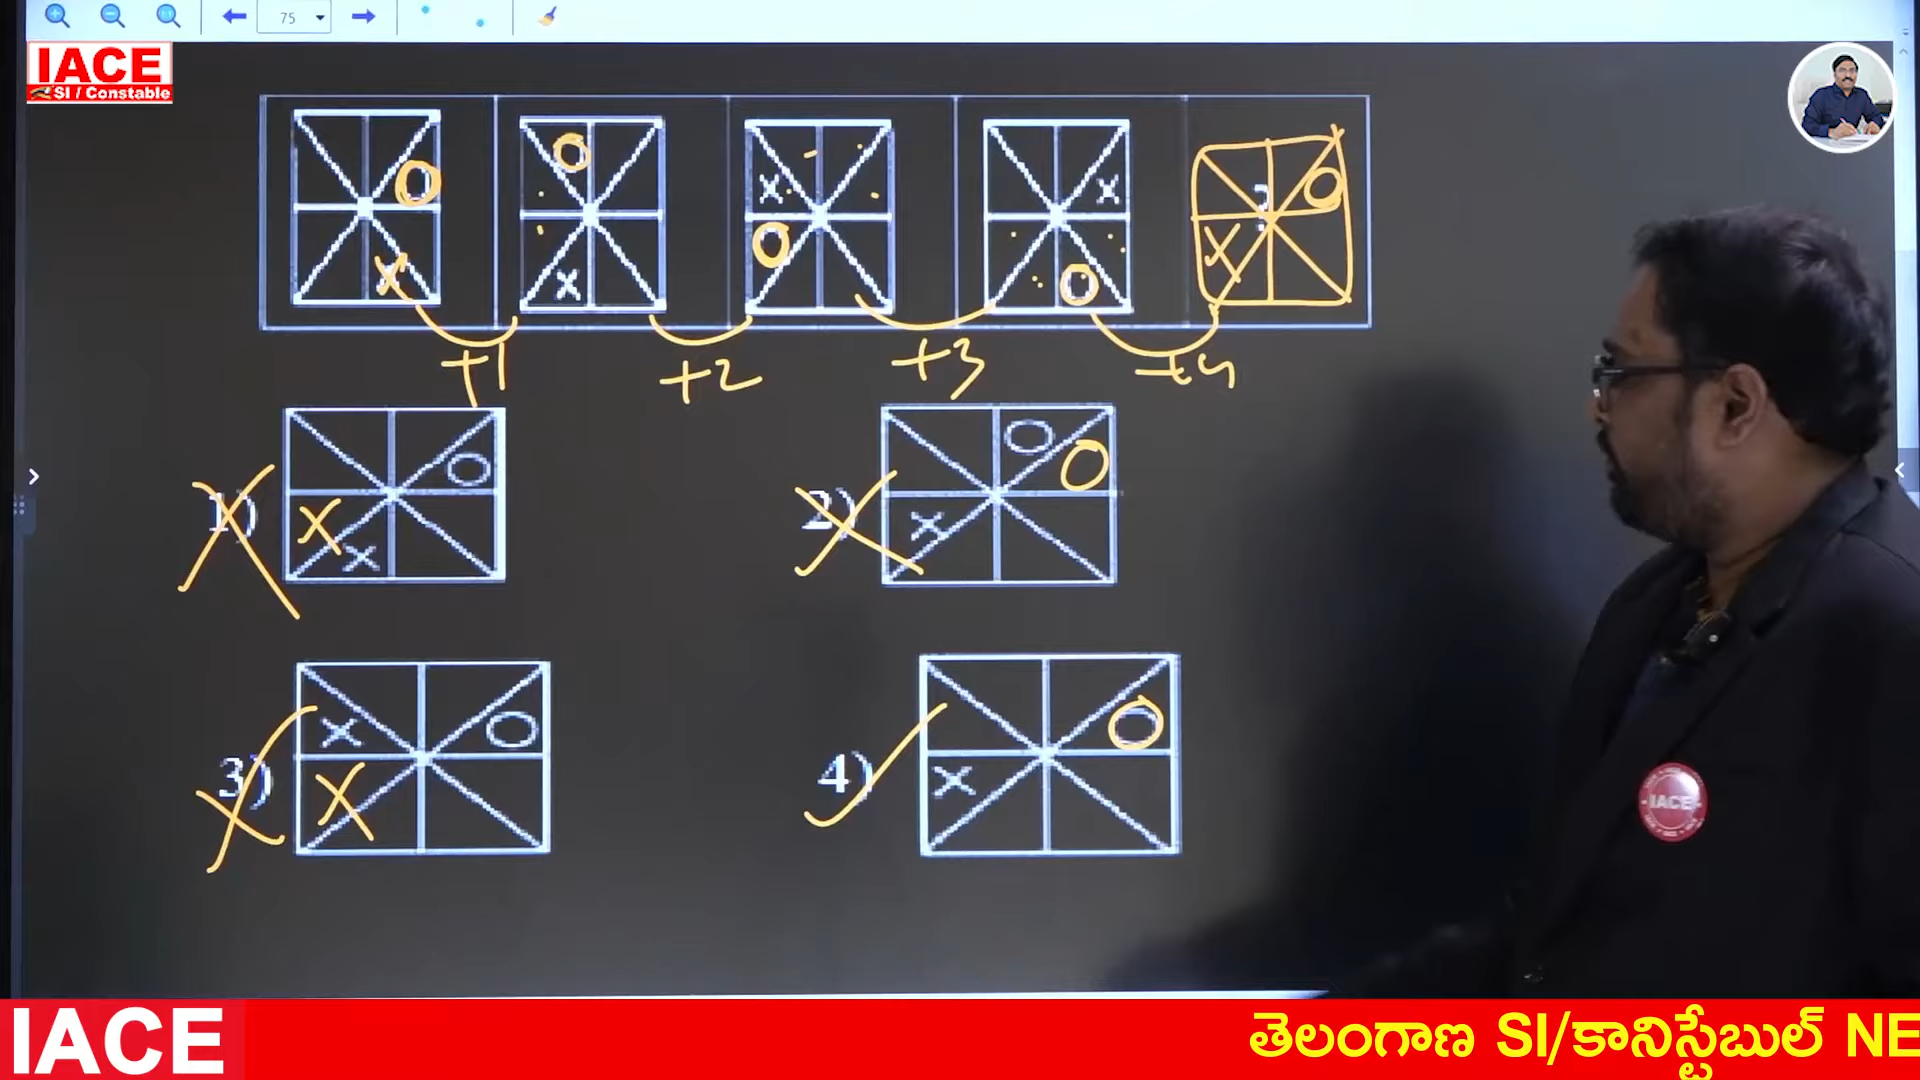 75
IACE
SI / Constable
?
+1 +2 +3 +4
1) 2)
3) 4)
IACE
IACE
తెలంగాణ SI/కానిస్టేబుల్ NE